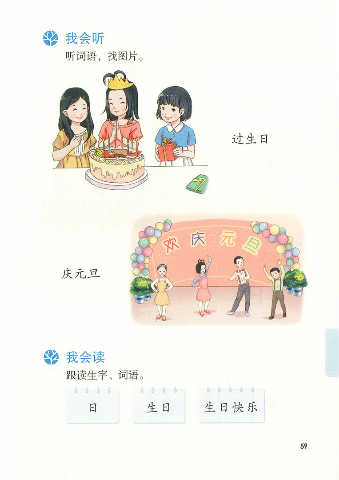 我会听
听词语，找图片。
过生日
欢庆元旦
庆元旦
我会读
跟读生字、词语。
日 生日 生日快乐
69